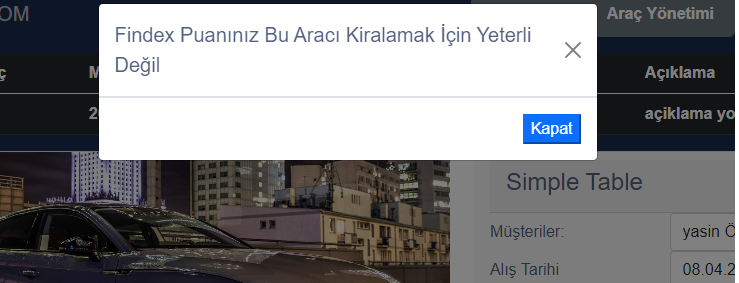 OM
Araç Yönetimi
Findex Puanınız Bu Aracı Kiralamak İçin Yeterli
Değil
Açıklama
açıklama yo
Kapat
Simple Table
Müşteriler:
yasin Ö
Alış Tarihi
08.04.2